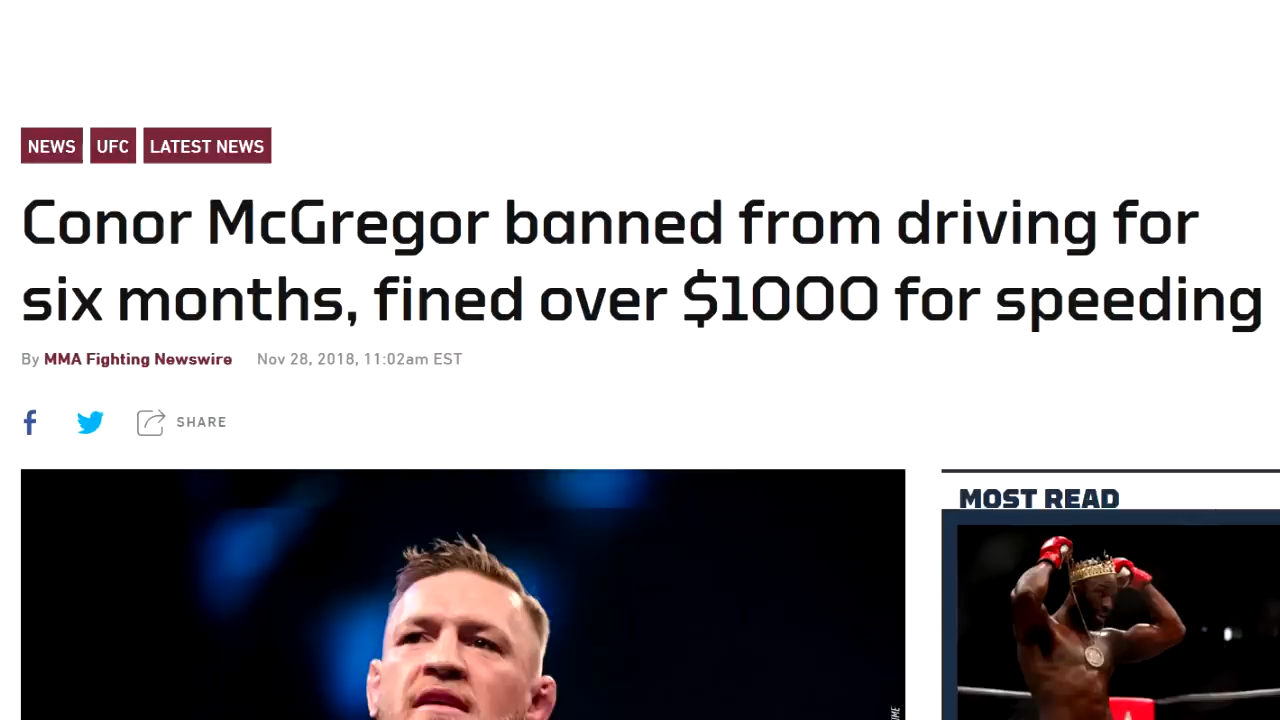 NEWS UFC LATEST NEWS
Conor McGregor banned from driving for
six months, fined over $1000 for speeding
By MMA Fighting Newswire Nov 28, 2018, 11:02am EST
SHARE
MOST READ